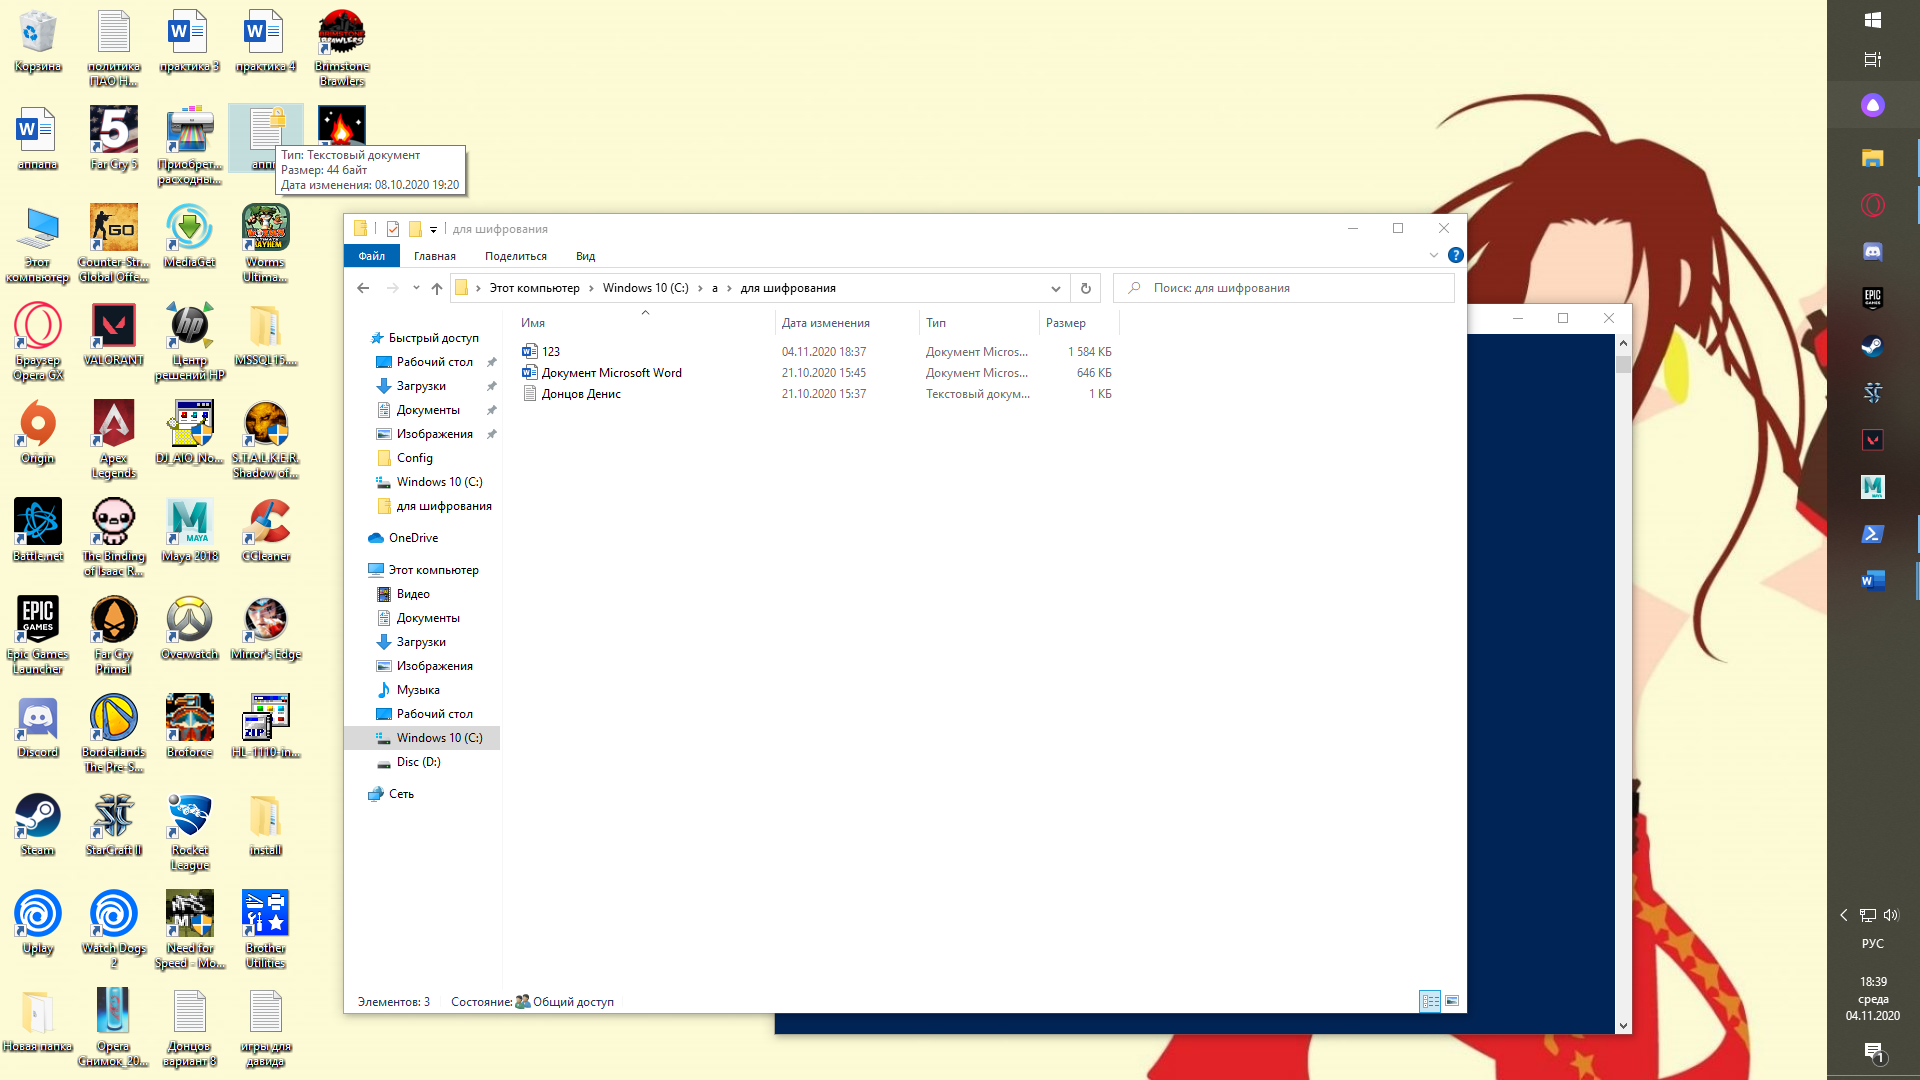 Корзина
политика
ПАО Н...
практика 3
практика 4
Brimstone
Brawlers
аппапа
Far Cry 5
Приобрет...
расходны...
Тип: Текстовый документ
Размер: 44 байт
Дата изменения: 08.10.2020 19:20
Этот
компьютер
Counter-Str...
Global Offe...
MediaGet
Worms
Ultima...
Браузер
Opera GX
VALORANT
Центр
решений HP
MSSQL15....
Origin
Apex
Legends
DJ_AIO_No...
S.T.A.L.K.E.R.
Shadow of...
Battle.net
The Binding
of Isaac R...
Maya 2018
CCleaner
Epic Games
Launcher
Far Cry
Primal
Overwatch
Mirror's Edge
Discord
Borderlands
The Pre-S...
Broforce
HL-1110-in...
Steam
StarCraft II
Rocket
League
install
Uplay
Watch Dogs
2
Need for
Speed - Mo...
Brother
Utilities
Новая папка
Opera
Снимок_20...
Донцов
вариант 8
игры для
давида
для шифрования
Файл
Главная
Поделиться
Вид
Этот компьютер
Windows 10 (C:)
a
для шифрования
Поиск: для шифрования
Имя
Дата изменения
Тип
Размер
123
04.11.2020 18:37
Документ Micros...
1 584 КБ
Документ Microsoft Word
21.10.2020 15:45
Документ Micros...
646 КБ
Донцов Денис
21.10.2020 15:37
Текстовый докум...
1 КБ
Быстрый доступ
Рабочий стол
Загрузки
Документы
Изображения
Config
Windows 10 (C:)
для шифрования
OneDrive
Этот компьютер
Видео
Документы
Загрузки
Изображения
Музыка
Рабочий стол
Windows 10 (C:)
Disc (D:)
Сеть
Элементов: 3
Состояние:
Общий доступ
РУС
18:39
среда
04.11.2020
1